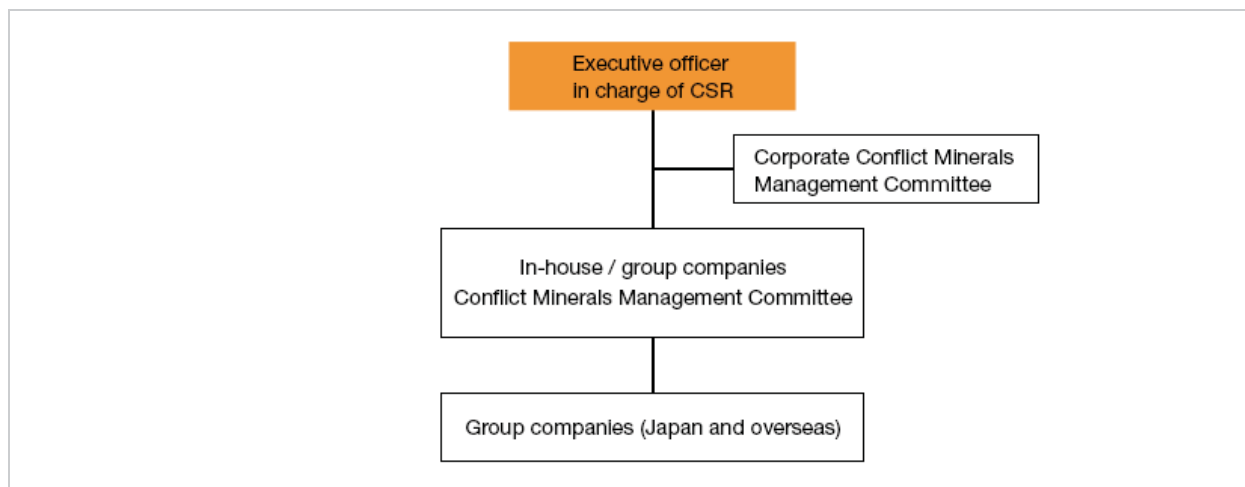 Executive officer
in charge of CSR
Corporate Conflict Minerals
Management Committee
In-house / group companies
Conflict Minerals Management Committee
Group companies (Japan and overseas)